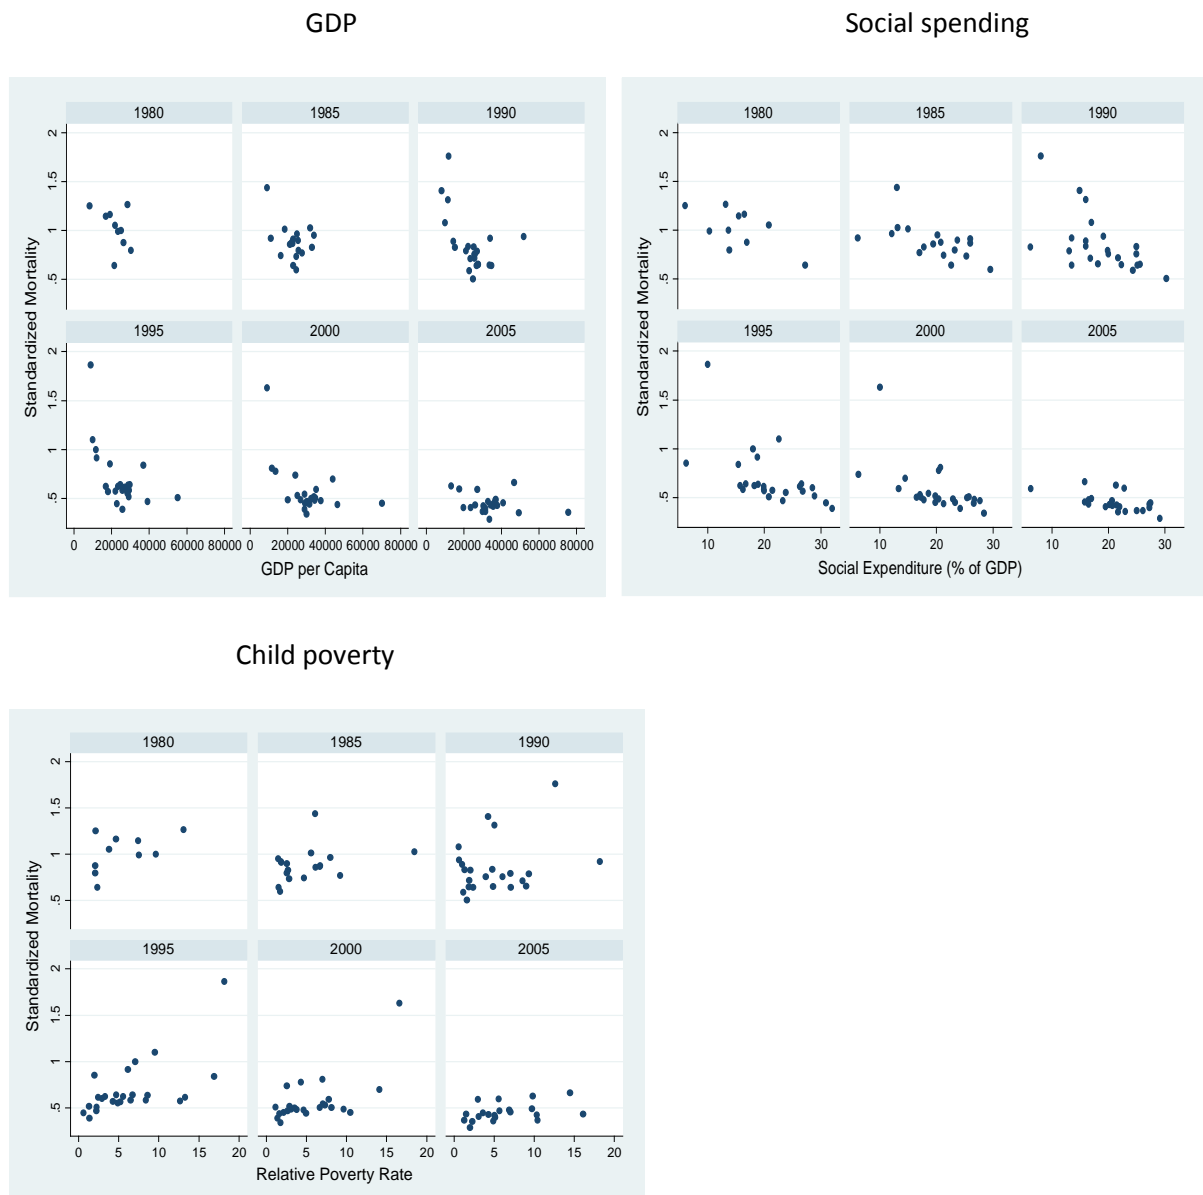 GDP
Social spending
1980 1985 1990
2
1.5
1
.5
1995 2000 2005
2
1.5
1
.5
0 20000 40000 60000 80000 0 20000 40000 60000 80000 0 20000 40000 60000 80000
Standardized Mortality
GDP per Capita
1980 1985 1990
2
1.5
1
.5
1995 2000 2005
2
1.5
1
.5
10 20 30 10 20 30 10 20 30
Standardized Mortality
Social Expenditure (% of GDP)
Child poverty
1980 1985 1990
2
1.5
1
.5
1995 2000 2005
2
1.5
1
.5
0 5 10 15 20 0 5 10 15 20 0 5 10 15 20
Standardized Mortality
Relative Poverty Rate